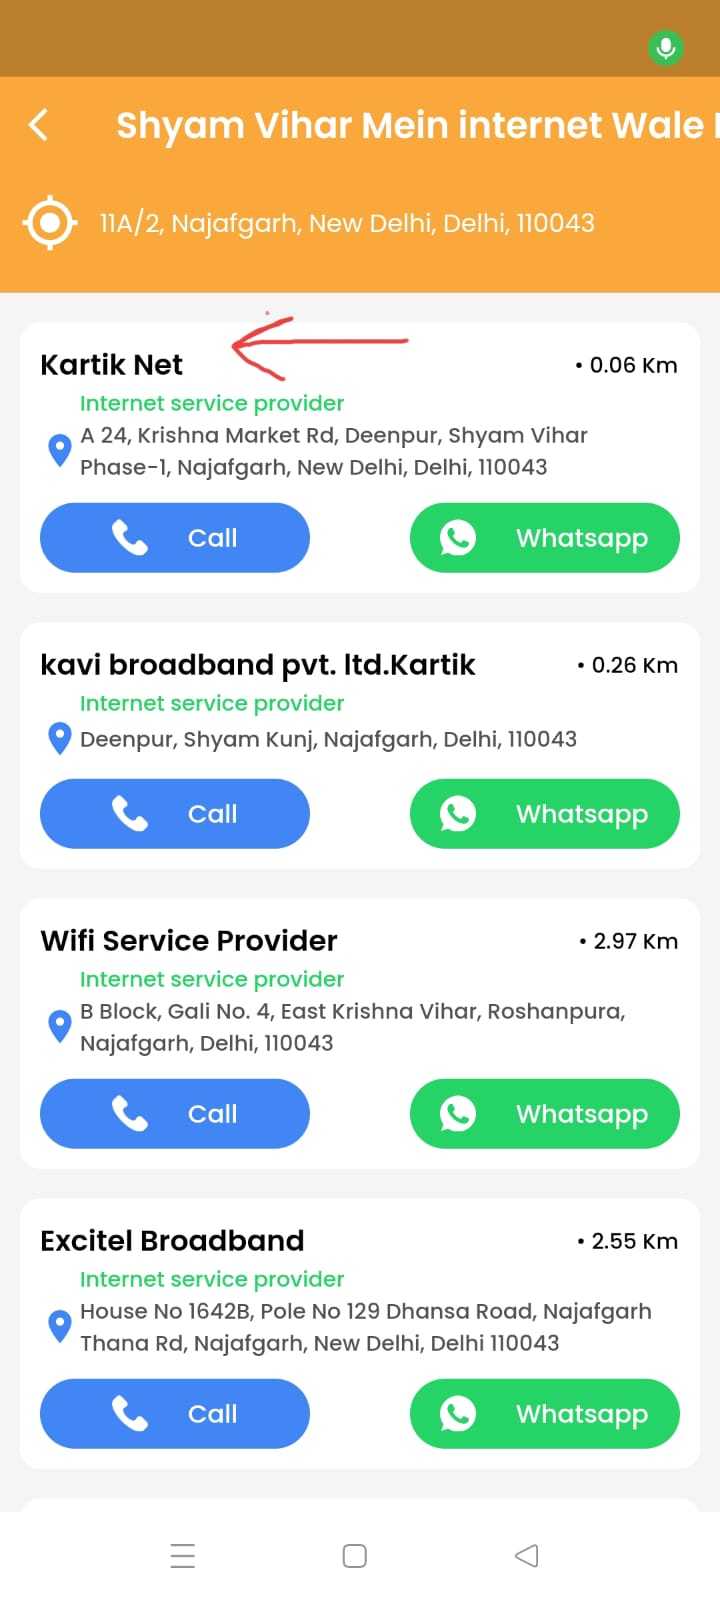 Shyam Vihar Mein internet Wale
11A/2, Najafgarh, New Delhi, Delhi, 110043
Kartik Net
• 0.06 Km
Internet service provider
A 24, Krishna Market Rd, Deenpur, Shyam Vihar
Phase-1, Najafgarh, New Delhi, Delhi, 110043
Call
Whatsapp
kavi broadband pvt. ltd.Kartik
• 0.26 Km
Internet service provider
Deenpur, Shyam Kunj, Najafgarh, Delhi, 110043
Call
Whatsapp
Wifi Service Provider
• 2.97 Km
Internet service provider
B Block, Gali No. 4, East Krishna Vihar, Roshanpura,
Najafgarh, Delhi, 110043
Call
Whatsapp
Excitel Broadband
• 2.55 Km
Internet service provider
House No 1642B, Pole No 129 Dhansa Road, Najafgarh
Thana Rd, Najafgarh, New Delhi, Delhi 110043
Call
Whatsapp